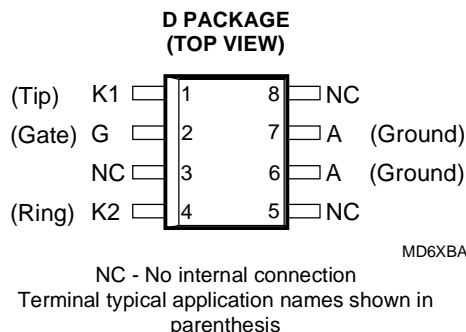 D PACKAGE
(TOP VIEW)
(Tip) K1 1 8 NC
(Gate) G 2 7 A (Ground)
NC 3 6 A (Ground)
(Ring) K2 4 5 NC
MD6XBA
NC - No internal connection
Terminal typical application names shown in
parenthesis